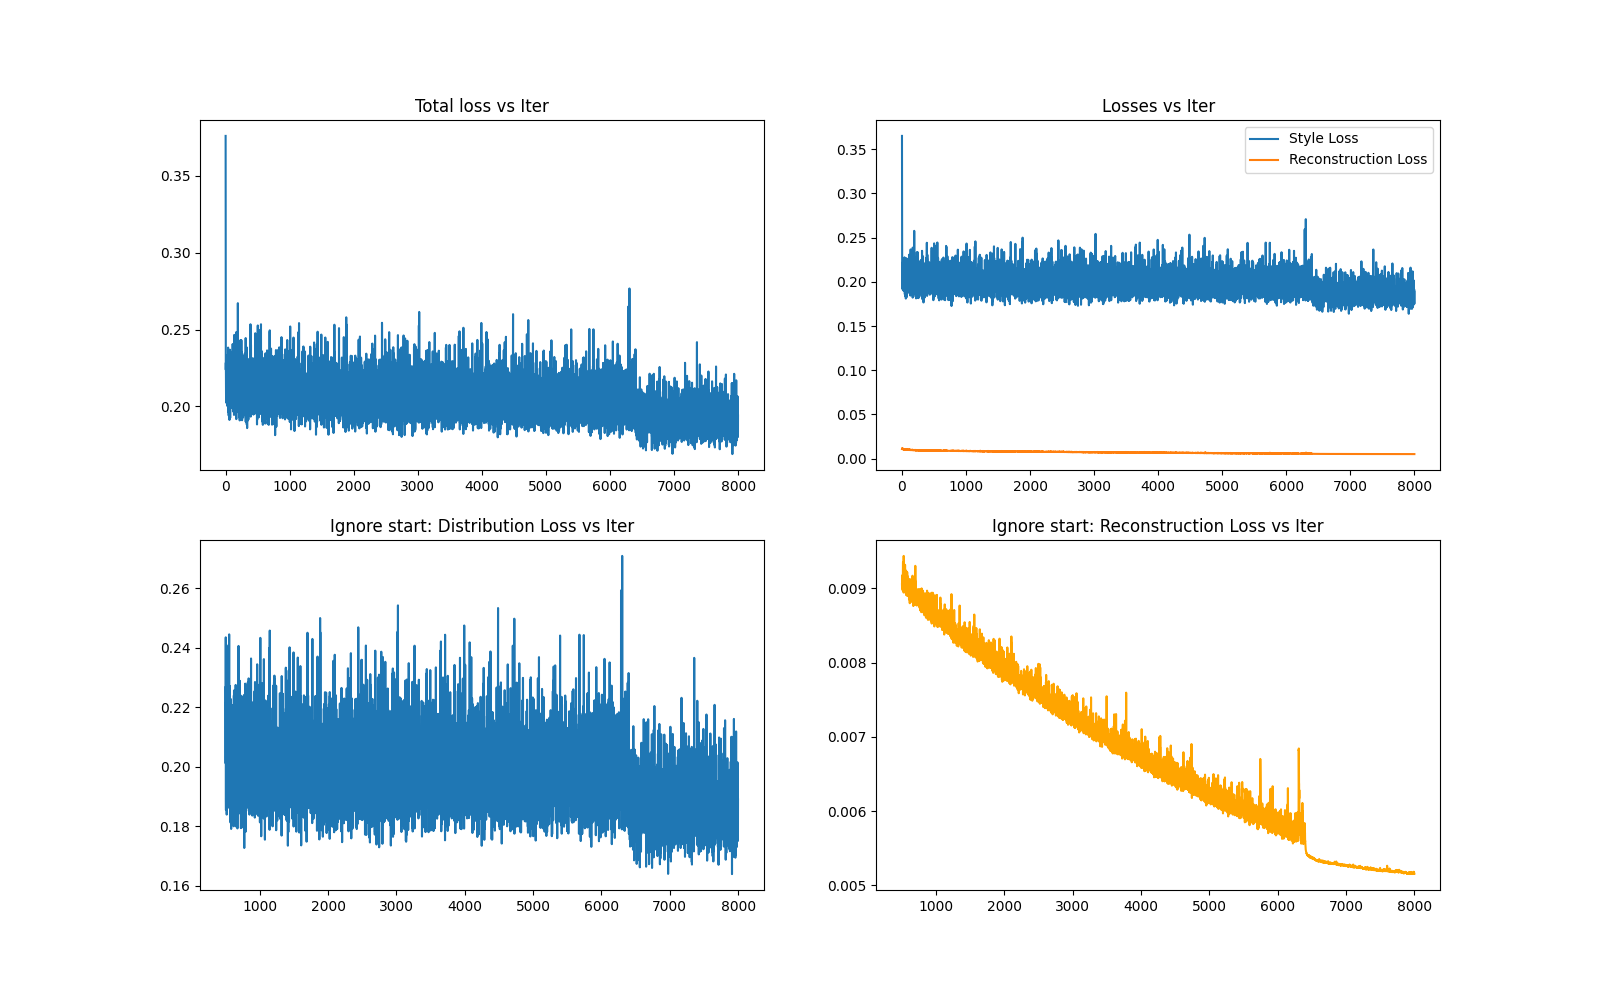 Total loss vs Iter
0.35
0.30
0.25
0.20
0 1000 2000 3000 4000 5000 6000 7000 8000
Losses vs Iter
Style Loss
Reconstruction Loss
0.35
0.30
0.25
0.20
0.15
0.10
0.05
0.00
0 1000 2000 3000 4000 5000 6000 7000 8000
Ignore start: Distribution Loss vs Iter
0.26
0.24
0.22
0.20
0.18
0.16
1000 2000 3000 4000 5000 6000 7000 8000
Ignore start: Reconstruction Loss vs Iter
0.009
0.008
0.007
0.006
0.005
1000 2000 3000 4000 5000 6000 7000 8000